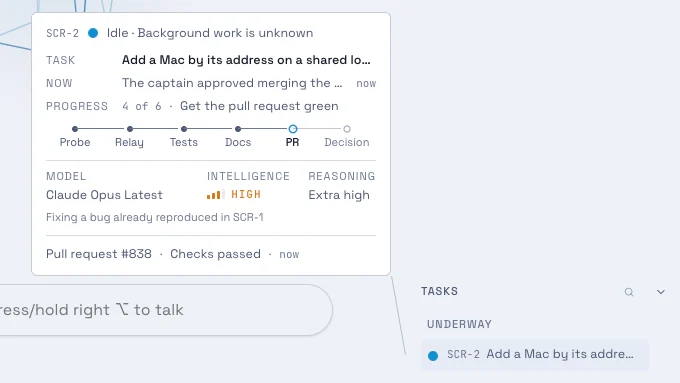 SCR-2 Idle · Background work is unknown
TASK Add a Mac by its address on a shared lo…
NOW The captain approved merging the … now
PROGRESS 4 of 6 · Get the pull request green
Probe Relay Tests Docs PR Decision
MODEL INTELLIGENCE REASONING
Claude Opus Latest HIGH Extra high
Fixing a bug already reproduced in SCR-1
Pull request #838 · Checks passed · now
ress/hold right ⌥ to talk
TASKS
UNDERWAY
SCR-2 Add a Mac by its addre…